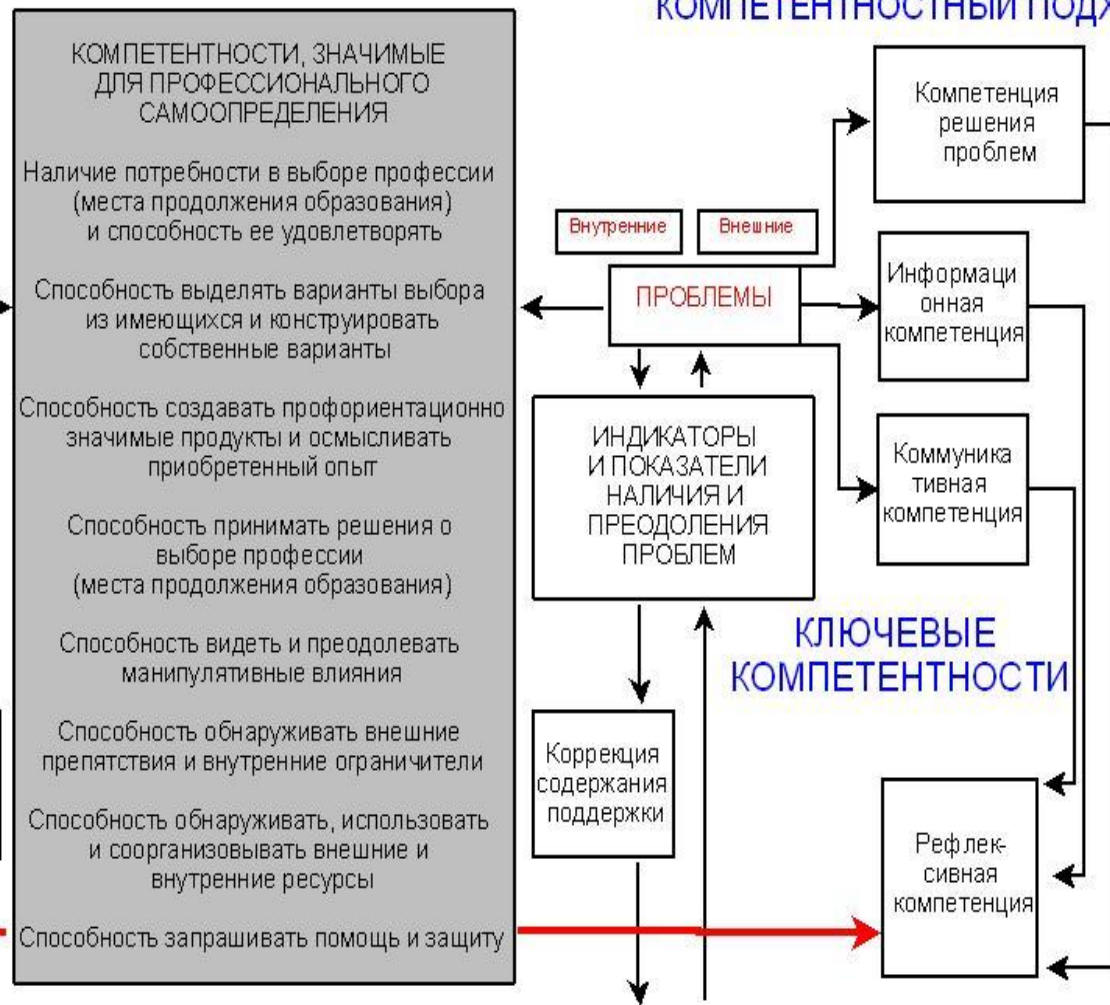 КОМПЕТЕНТНОСТНЫЙ
КОМПЕТЕНТНОСТИ, ЗНАЧИМЫЕ
ДЛЯ ПРОФЕССИОНАЛЬНОГО
САМООПРЕДЕЛЕНИЯ
Наличие потребности в выборе профессии
(места продолжения образования)
и способность ее удовлетворять
Способность выделять варианты выбора
из имеющихся и конструировать
собственные варианты
Способность создавать профориентационно
значимые продукты и осмысливать
приобретенный опыт
Способность принимать решения о
выборе профессии
(места продолжения образования)
Способность видеть и преодолевать
манипулятивные влияния
Способность обнаруживать внешние
препятствия и внутренние ограничители
Способность обнаруживать, использовать
и соорганизовывать внешние и
внутренние ресурсы
Способность запрашивать помощь и защиту
Внутренние
Внешние
ПРОБЛЕМЫ
ИНДИКАТОРЫ
И ПОКАЗАТЕЛИ
НАЛИЧИЯ И
ПРЕОДОЛЕНИЯ
ПРОБЛЕМ
Коррекция
содержания
поддержки
Компетенция
решения
проблем
Информаци
онная
компетенция
Коммуника
тивная
компетенция
КЛЮЧЕВЫЕ
КОМПЕТЕНТНОСТИ
Рефлек-
сивная
компетенция